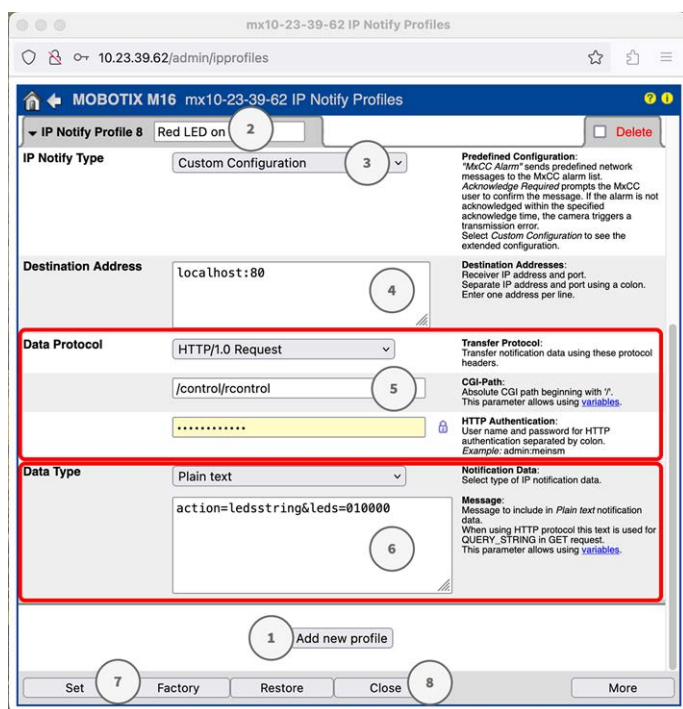 mx10-23-39-62 IP Notify Profiles
10.23.39.62/admin/ipprofiles
MOBOTIX M16 mx10-23-39-62 IP Notify Profiles
? i
IP Notify Profile 8
Red LED on
2
Delete
IP Notify Type
Custom Configuration
3
Predefined Configuration:
"MxCC Alarm" sends predefined network
messages to the MxCC alarm list.
Acknowledge Required prompts the MxCC
user to confirm the message. If the alarm is not
acknowledged within the specified
acknowledge time, the camera triggers a
transmission error.
Select Custom Configuration to see the
extended configuration.
Destination Address
localhost:80
4
Destination Addresses:
Receiver IP address and port.
Separate IP address and port using a colon.
Enter one address per line.
Data Protocol
HTTP/1.0 Request
Transfer Protocol:
Transfer notification data using these protocol
headers.
/control/rcontrol
5
CGI-Path:
Absolute CGI path beginning with '/'.
This parameter allows using variables.
••••••••••••
HTTP Authentication:
User name and password for HTTP
authentication separated by colon.
Example: admin:meinsm
Data Type
Plain text
Notification Data:
Select type of IP notification data.
action=ledsstring&leds=010000
6
Message:
Message to include in Plain text notification
data.
When using HTTP protocol this text is used for
QUERY_STRING in GET request.
This parameter allows using variables.
1
Add new profile
Set
7
Factory
Restore
Close
8
More